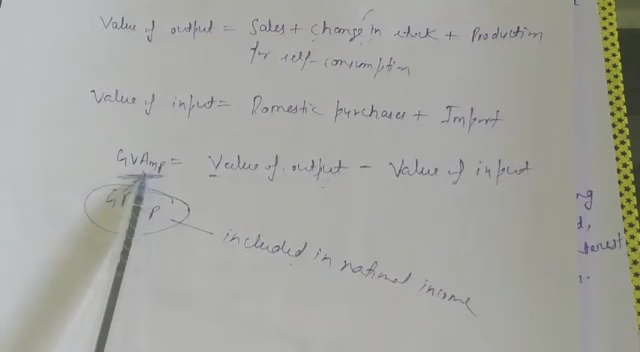 Value of output = Sales + Change in stock + Production
for self-consumption
Value of input = Domestic purchases + Import
GVAmp = Value of output - Value of input
included in national income